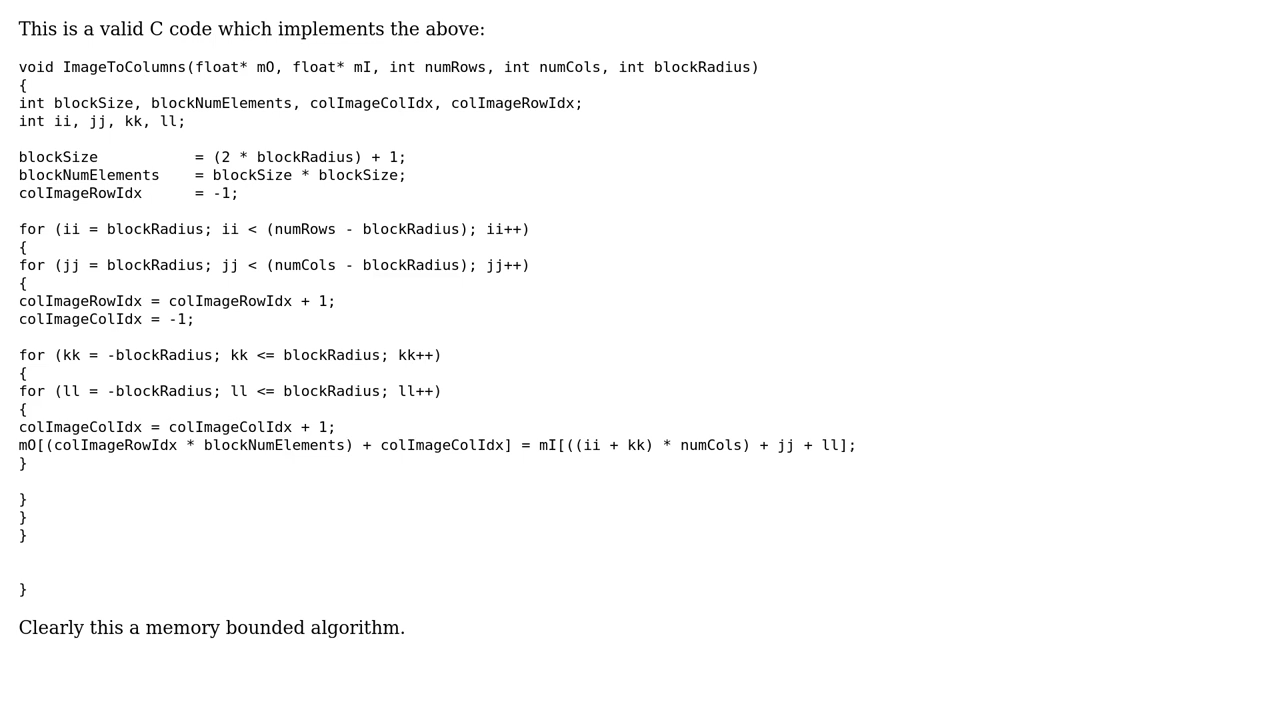 This is a valid C code which implements the above:
void ImageToColumns(float* mO, float* mI, int numRows, int numCols, int blockRadius)
{
int blockSize, blockNumElements, colImageColIdx, colImageRowIdx;
int ii, jj, kk, ll;
blockSize           = (2 * blockRadius) + 1;
blockNumElements    = blockSize * blockSize;
colImageRowIdx      = -1;
for (ii = blockRadius; ii < (numRows - blockRadius); ii++)
{
for (jj = blockRadius; jj < (numCols - blockRadius); jj++)
{
colImageRowIdx = colImageRowIdx + 1;
colImageColIdx = -1;
for (kk = -blockRadius; kk <= blockRadius; kk++)
{
for (ll = -blockRadius; ll <= blockRadius; ll++)
{
colImageColIdx = colImageColIdx + 1;
mO[(colImageRowIdx * blockNumElements) + colImageColIdx] = mI[((ii + kk) * numCols) + jj + ll];
}
}
}
}
}
Clearly this a memory bounded algorithm.